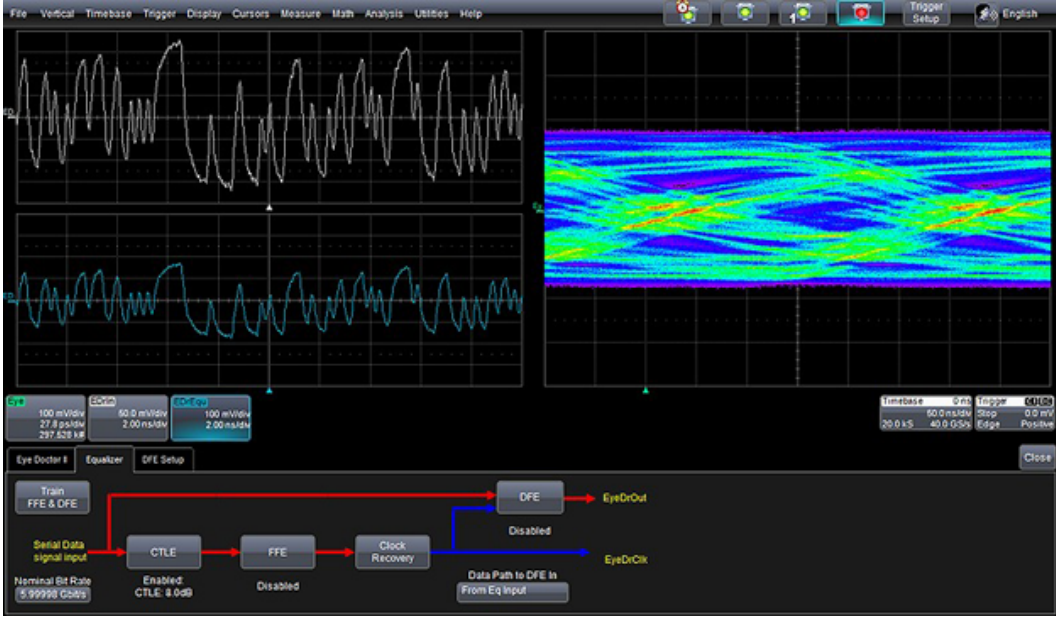 File Vertical Timebase Trigger Display Cursors Measure Math Analysis Utilities Help
1
Trigger
Setup
English
Eye
100 mV/div
27.8 ps/div
297.528 k#
EDrIn
50.0 mV/div
2.00 ns/div
EDrEqu
100 mV/div
2.00 ns/div
Timebase 0 ns
50.0 ns/div
20.0 kS 40.0 GS/s
Trigger C1 DC
Stop 0.0 mV
Edge Positive
Eye Doctor II Equalizer DFE Setup
Close
Train
FFE & DFE
DFE
EyeDrOut
Disabled
Serial Data
signal input
CTLE
FFE
Clock
Recovery
EyeDrClk
Nominal Bit Rate
5.99998 Gbit/s
Enabled:
CTLE: 8.0dB
Disabled
Data Path to DFE In
From Eq Input